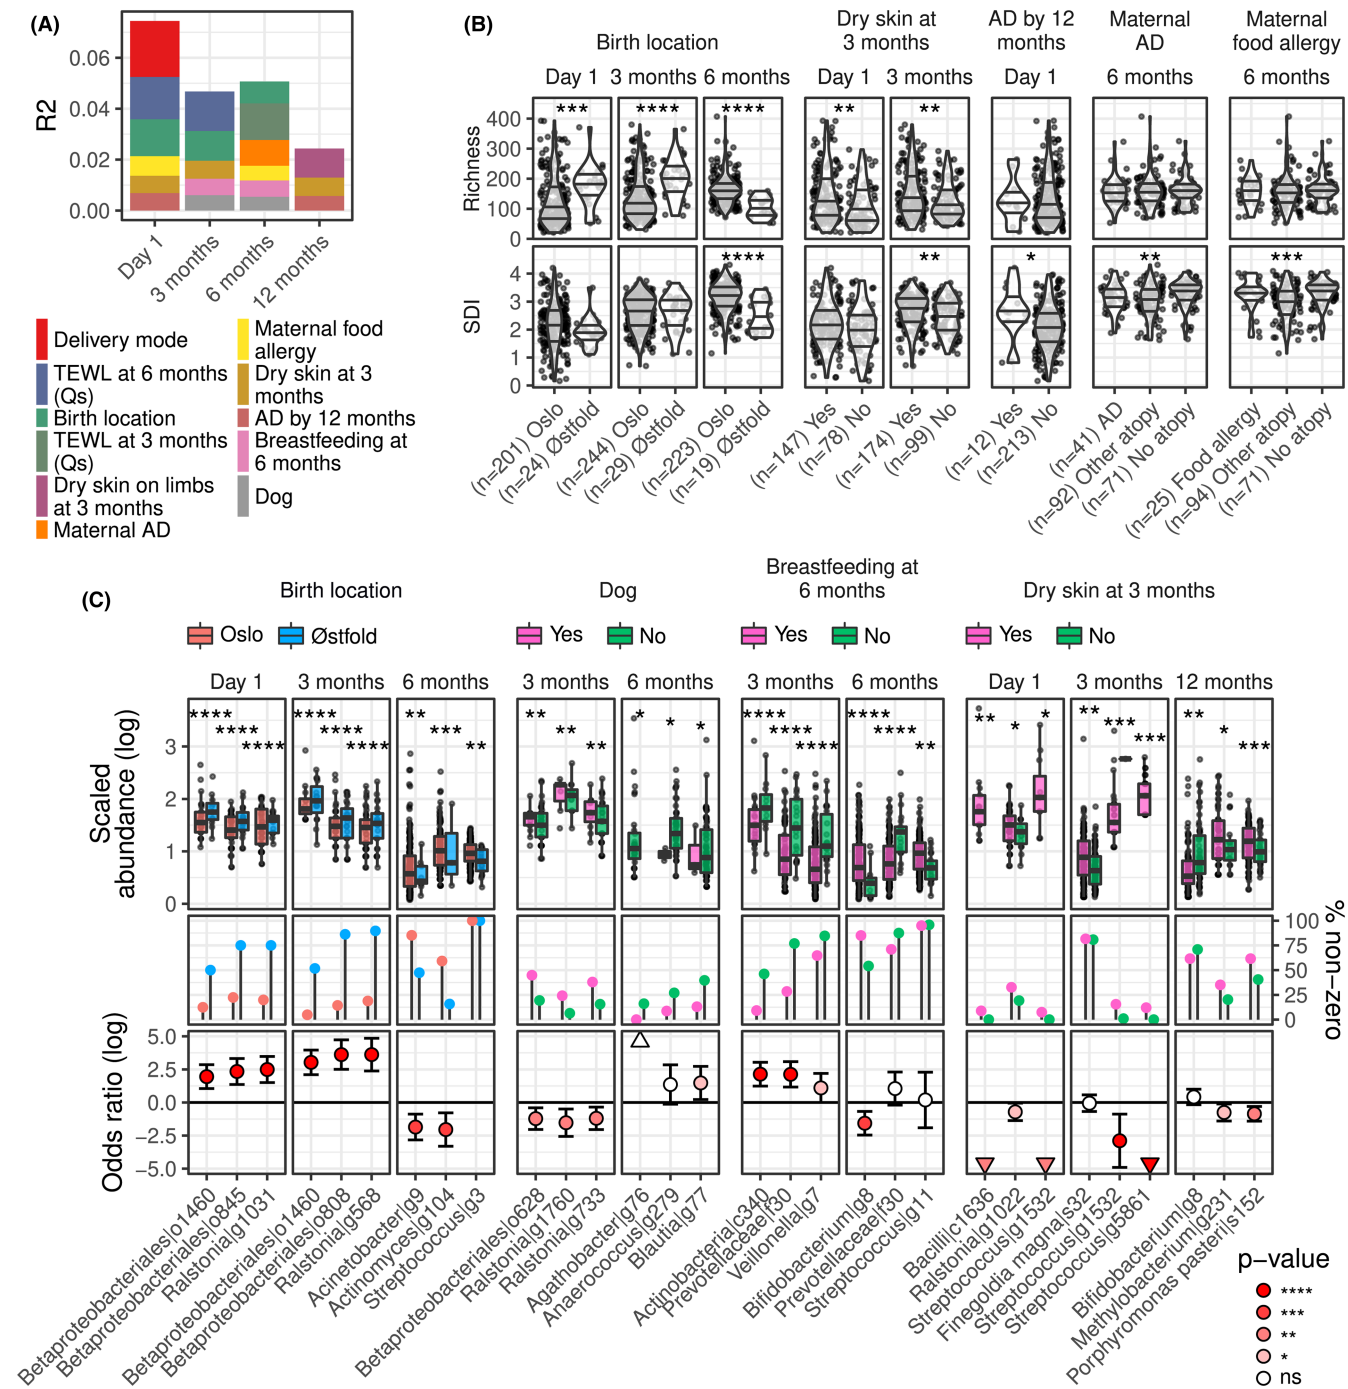 (A)
R2
0.06
0.04
0.02
0.00
Day 1
3 months
6 months
12 months
Delivery mode
TEWL at 6 months
(Qs)
Birth location
TEWL at 3 months
(Qs)
Dry skin on limbs
at 3 months
Maternal AD
Maternal food
allergy
Dry skin at 3
months
AD by 12 months
Breastfeeding at
6 months
Dog
(B)
Birth location
Dry skin at
3 months
AD by 12
months
Maternal
AD
Maternal
food allergy
Day 1 3 months 6 months Day 1 3 months Day 1 6 months 6 months
Richness
400
300
200
100
0
*** **** **** ** **
SDI
4
3
2
1
0
**** ** * ** ***
(n=201) Oslo
(n=24) Østfold
(n=244) Oslo
(n=29) Østfold
(n=223) Oslo
(n=19) Østfold
(n=147) Yes
(n=78) No
(n=174) Yes
(n=99) No
(n=12) Yes
(n=213) No
(n=41) AD
(n=92) Other atopy
(n=71) No atopy
(n=25) Food allergy
(n=94) Other atopy
(n=71) No atopy
(C)
Birth location
Dog
Breastfeeding at
6 months
Dry skin at 3 months
Oslo Østfold
Yes No
Yes No
Yes No
Day 1 3 months 6 months 3 months 6 months 3 months 6 months Day 1 3 months 12 months
Scaled
abundance (log)
3
2
1
0
**** **** ****
**** **** ****
** *** **
** ** **
* * *
**** **** ****
**** **** **
** * *
** *** ***
** * ***
% non-zero
100
75
50
25
0
Odds ratio (log)
5.0
2.5
0.0
−2.5
−5.0
Betaproteobacteriales|o1460
Betaproteobacteriales|o845
Ralstonia|g1031
Betaproteobacteriales|o1460
Betaproteobacteriales|o808
Ralstonia|g568
Acinetobacter|g9
Actinomyces|g104
Streptococcus|g3
Betaproteobacteriales|o628
Ralstonia|g1760
Ralstonia|g733
Agathobacter|g76
Anaerococcus|g279
Blautia|g77
Actinobacteria|c340
Prevotellaceae|f30
Veillonella|g7
Bifidobacterium|g8
Prevotellaceae|f30
Streptococcus|g11
Bacilli|c1636
Ralstonia|g1022
Streptococcus|g1532
Finegoldia magna|s32
Streptococcus|g1532
Streptococcus|g5861
Bifidobacterium|g8
Methylobacterium|g231
Porphyromonas pasteri|s152
p−value
****
***
**
*
ns